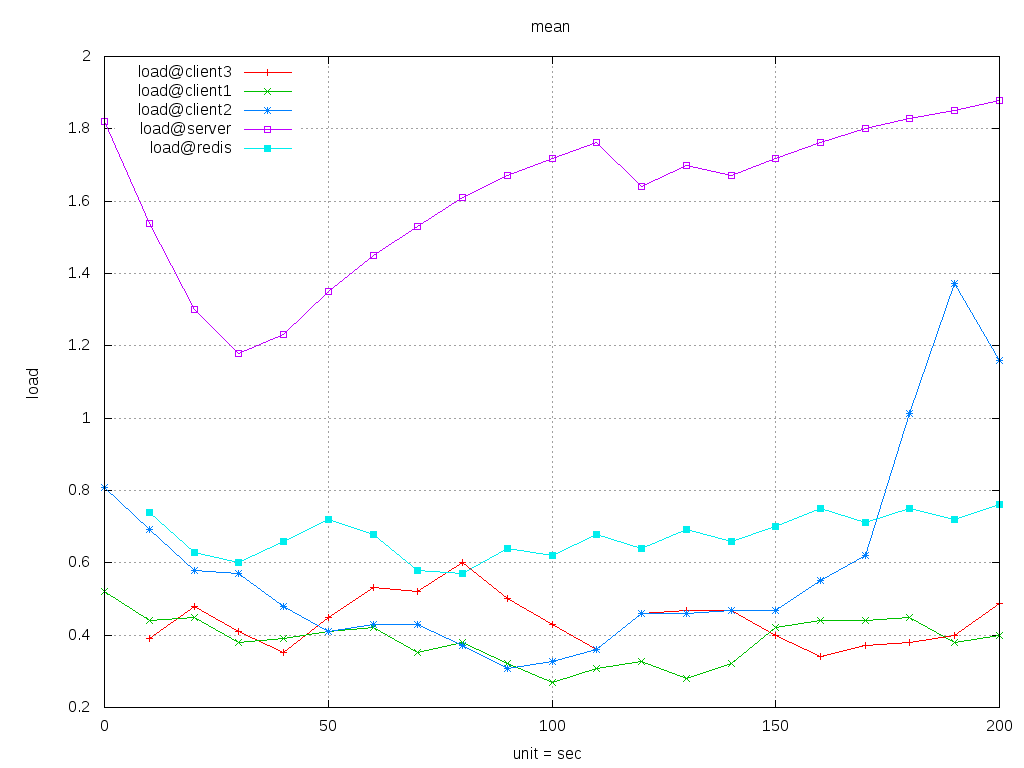 mean
load@client3
load@client1
load@client2
load@server
load@redis
2
1.8
1.6
1.4
1.2
1
0.8
0.6
0.4
0.2
load
0 50 100 150 200
unit = sec